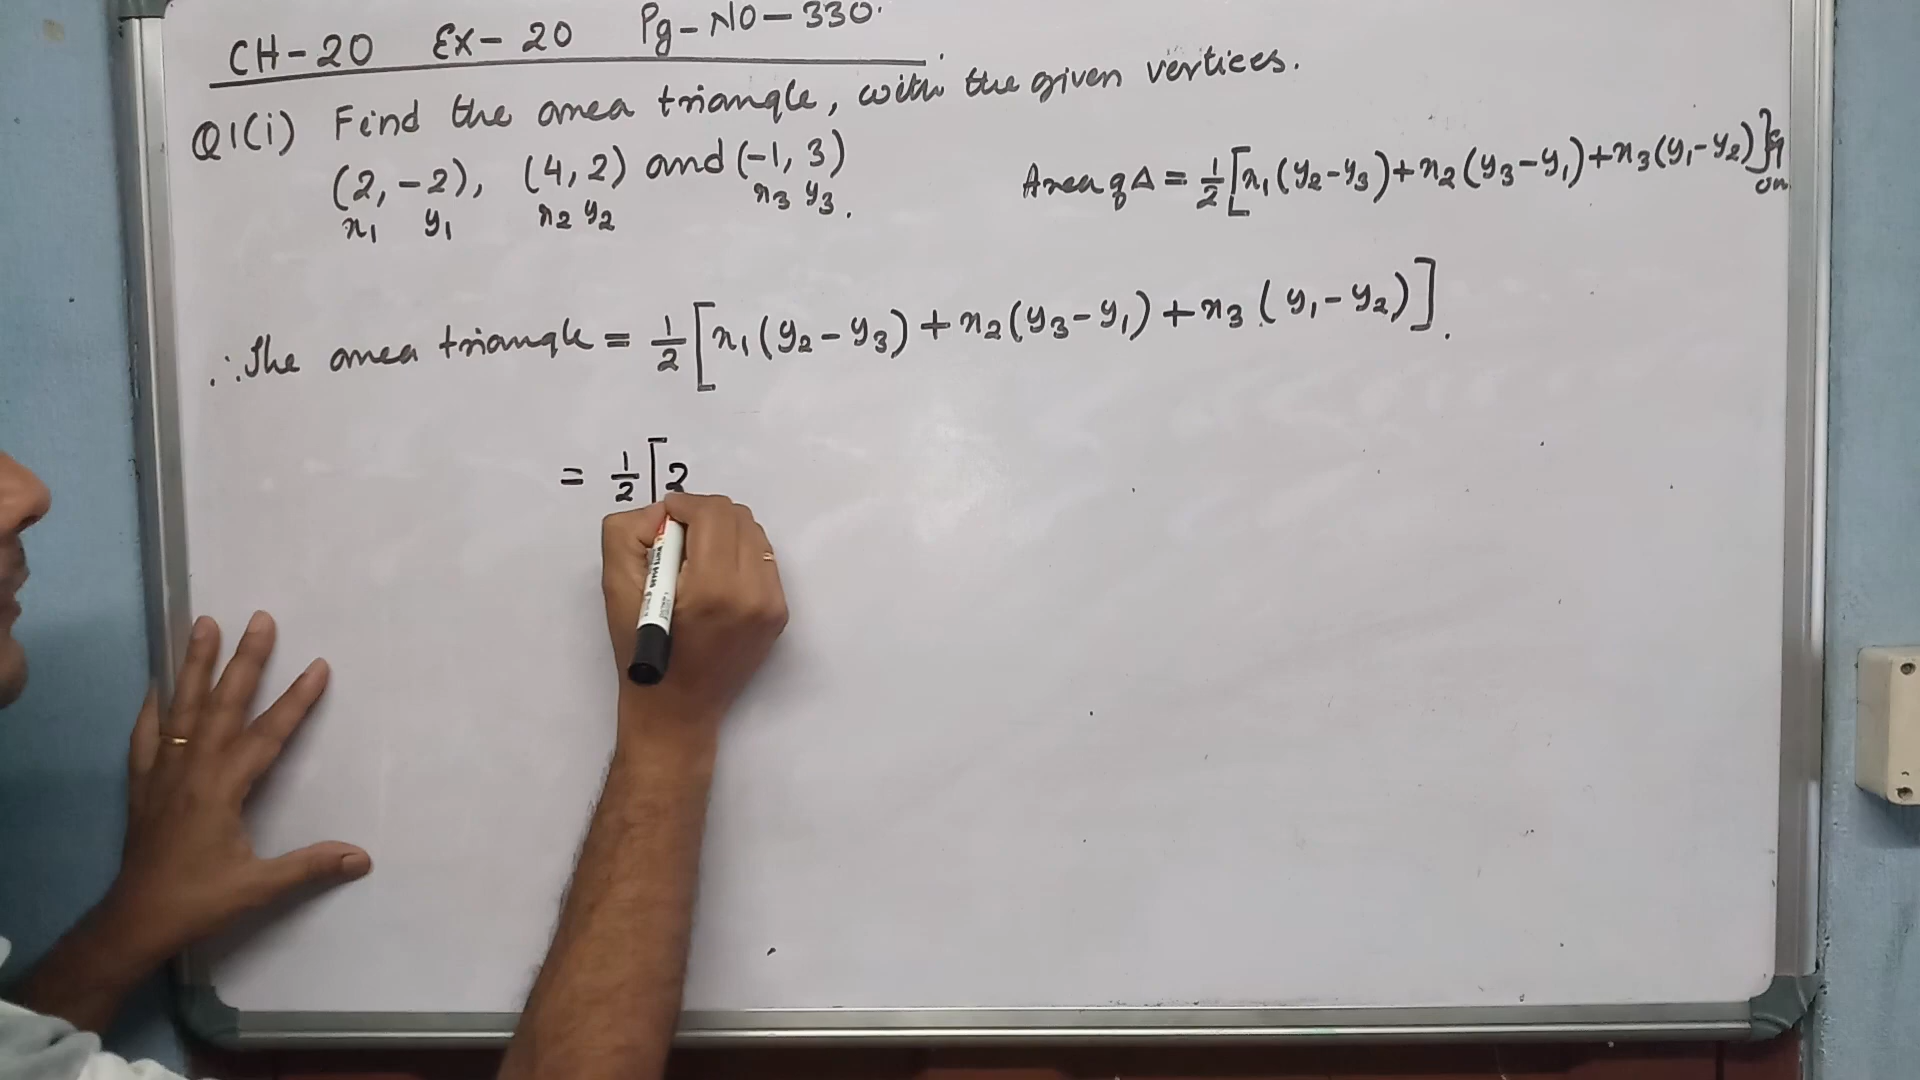 CH-20 Ex-20 Pg-NO-330.
Q1(i) Find the area triangle, with the given vertices.
(2, -2), (4, 2) and (-1, 3)
x₁ y₁ x₂ y₂ x₃ y₃.
Area of Δ = 1/2 [x₁(y₂-y₃)+x₂(y₃-y₁)+x₃(y₁-y₂)]
∴ The area triangle = 1/2 [x₁(y₂-y₃)+x₂(y₃-y₁)+x₃(y₁-y₂)].
= 1/2 [2